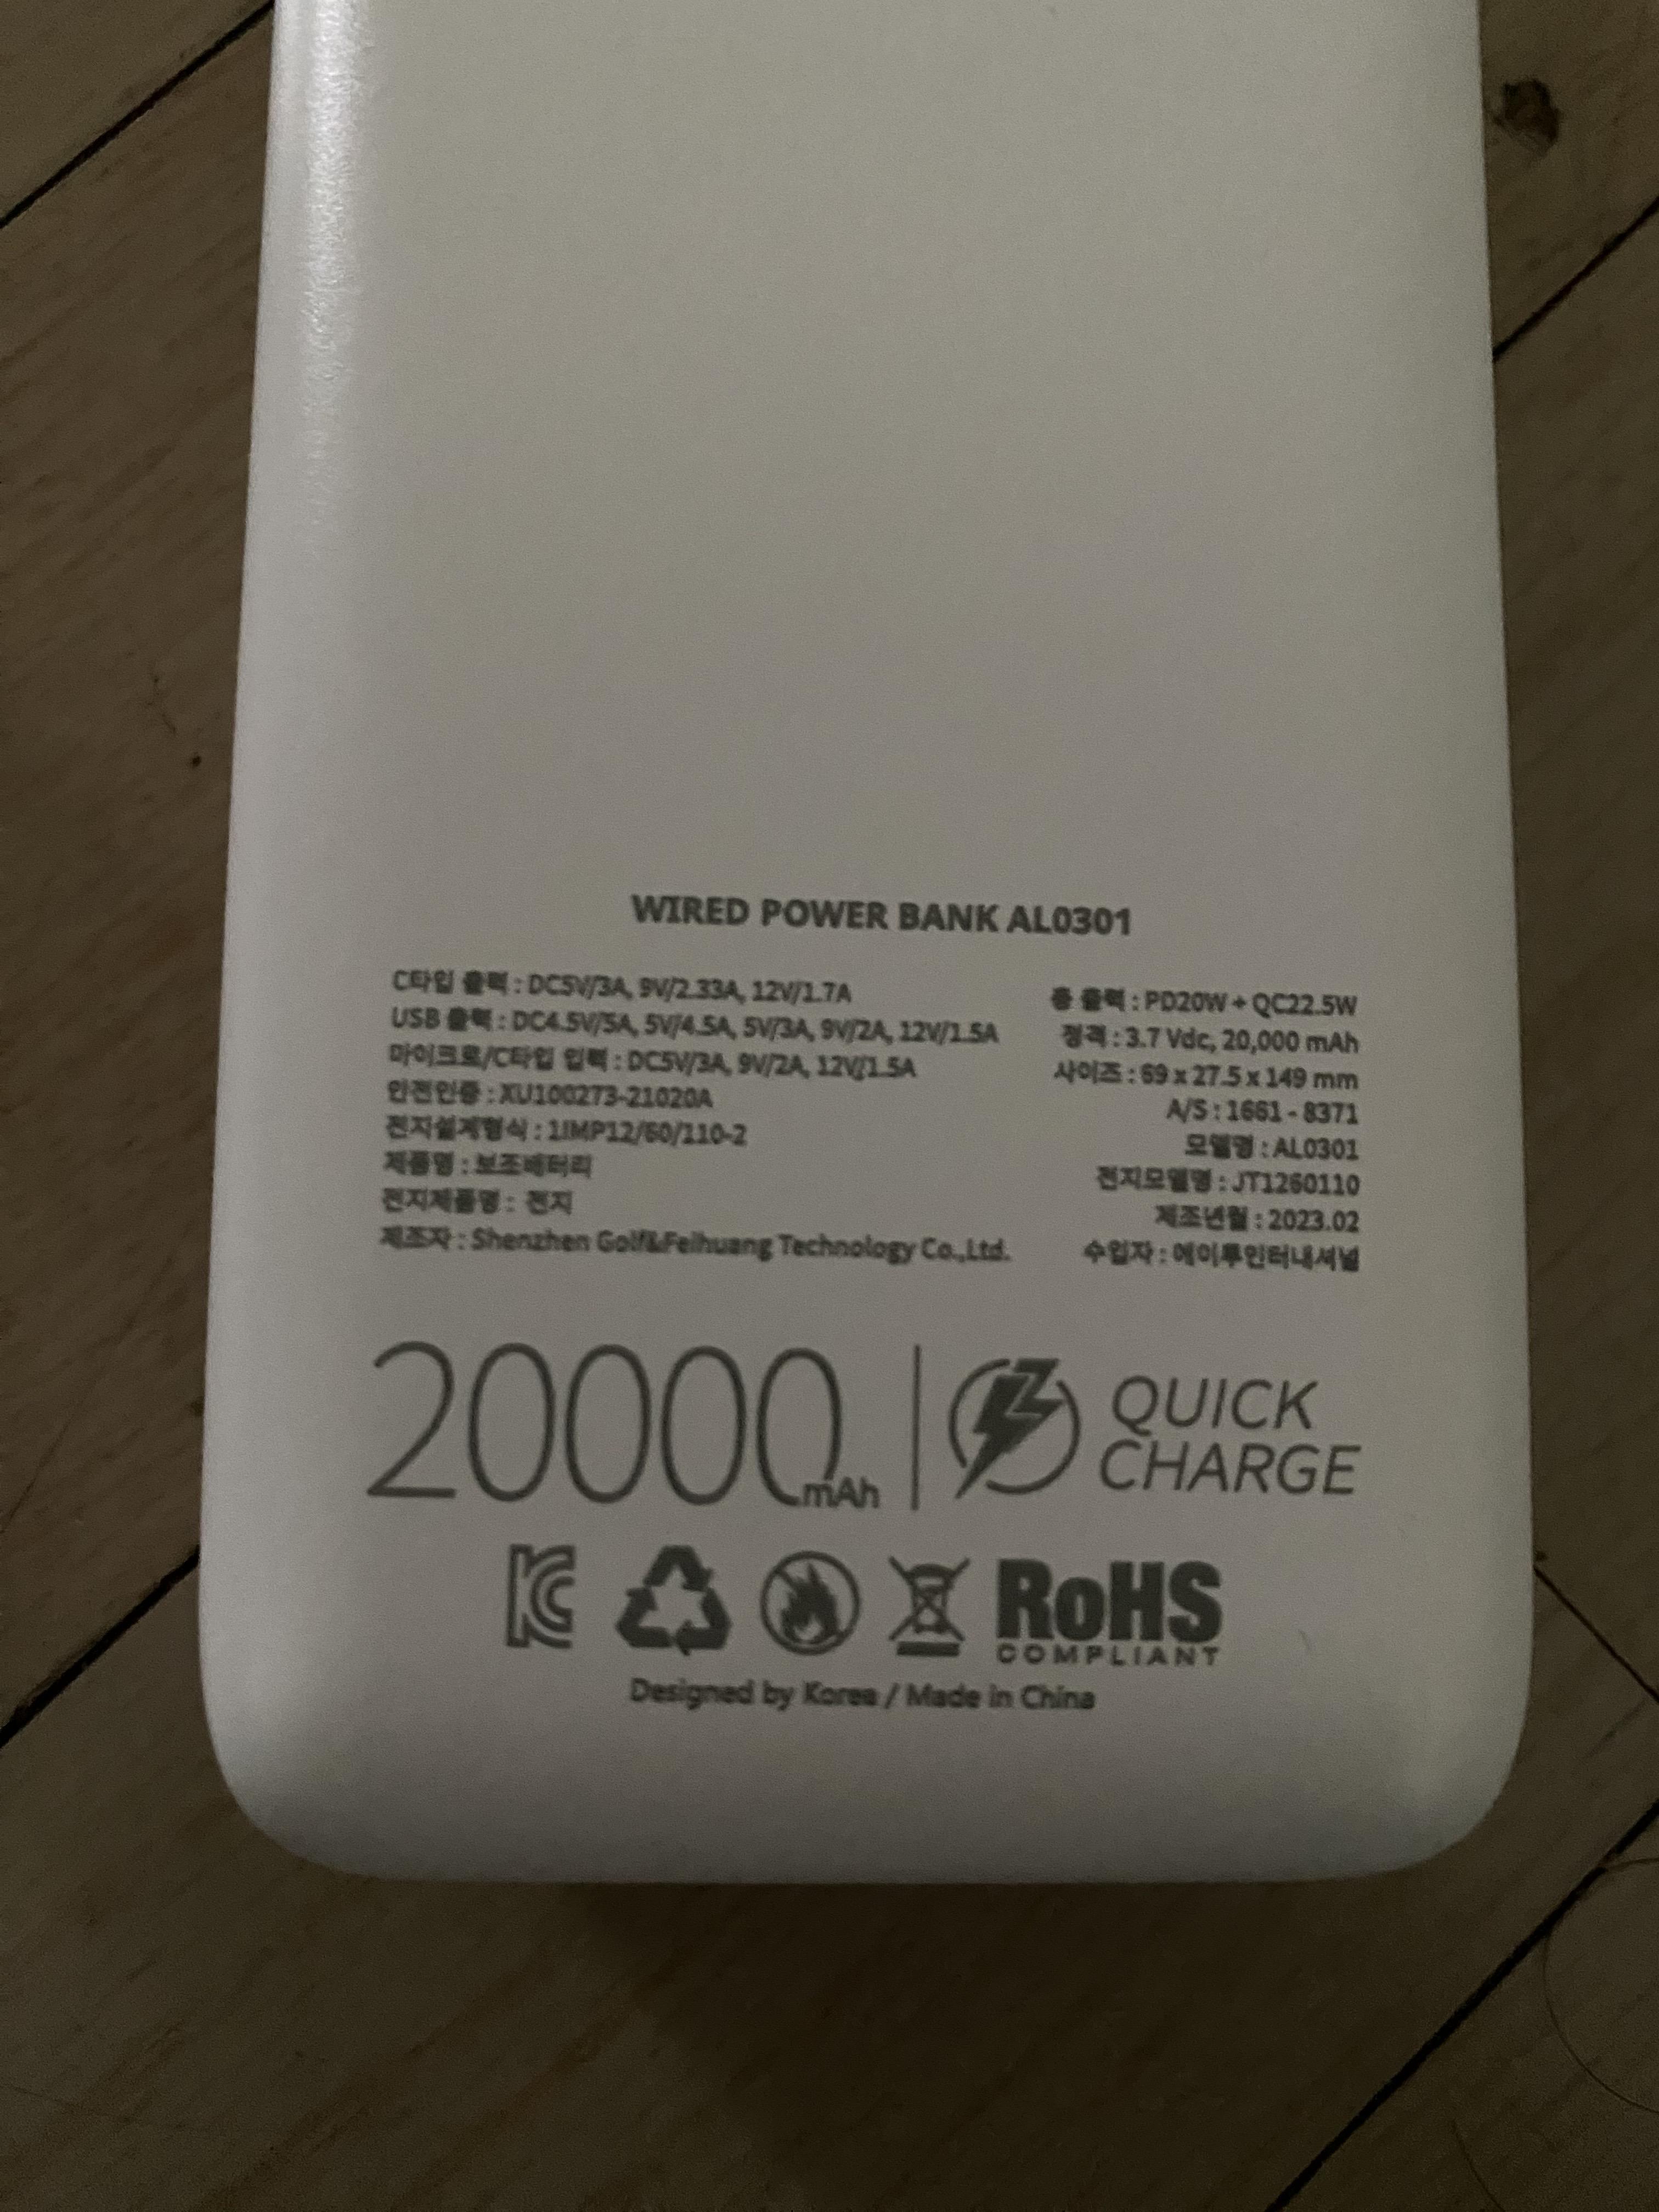 WIRED POWER BANK AL0301
C타입 출력 : DC5V/3A, 9V/2.33A, 12V/1.7A
USB 출력 : DC4.5V/5A, 5V/4.5A, 5V/3A, 9V/2A, 12V/1.5A
마이크로/C타입 입력 : DC5V/3A, 9V/2A, 12V/1.5A
안전인증 : XU100273-21020A
전지설계형식 : 1IMP12/60/110-2
제품명 : 보조배터리
전지제품명 : 전지
제조자 : Shenzhen Golf&Feihuang Technology Co.,Ltd.
총 출력 : PD20W + QC22.5W
정격 : 3.7 Vdc, 20,000 mAh
사이즈 : 69 x 27.5 x 149 mm
A/S : 1661 - 8371
모델명 : AL0301
전지모델명 : JT1260110
제조년월 : 2023.02
수입자 : 에이투인터내셔널
20000mAh
QUICK
CHARGE
RoHS
COMPLIANT
Designed by Korea / Made in China